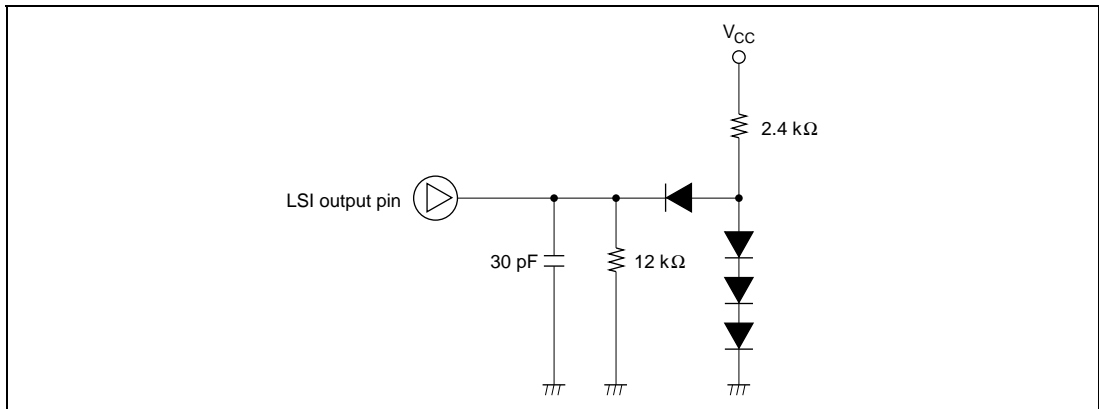 VCC
2.4 kΩ
LSI output pin
30 pF
12 kΩ